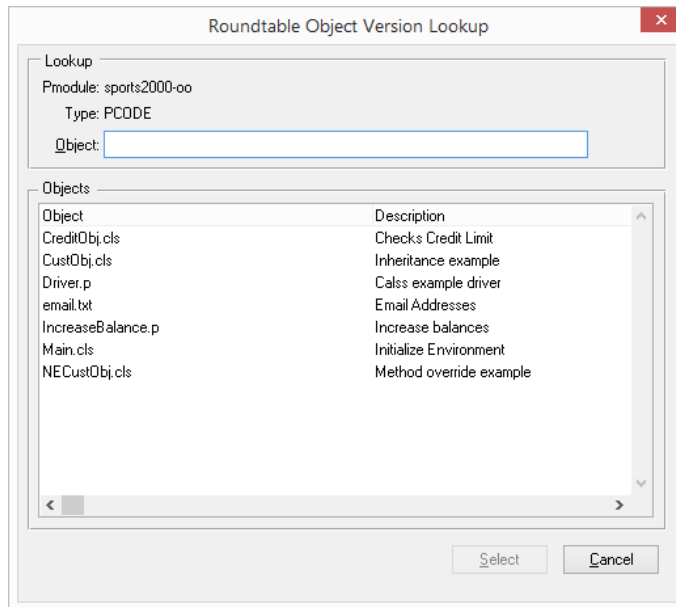 Roundtable Object Version Lookup
Lookup
Pmodule: sports2000-oo
Type: PCODE
Object:
Objects
Object Description
CreditObj.cls Checks Credit Limit
CustObj.cls Inheritance example
Driver.p Calss example driver
email.txt Email Addresses
IncreaseBalance.p Increase balances
Main.cls Initialize Environment
NECustObj.cls Method override example
Select Cancel